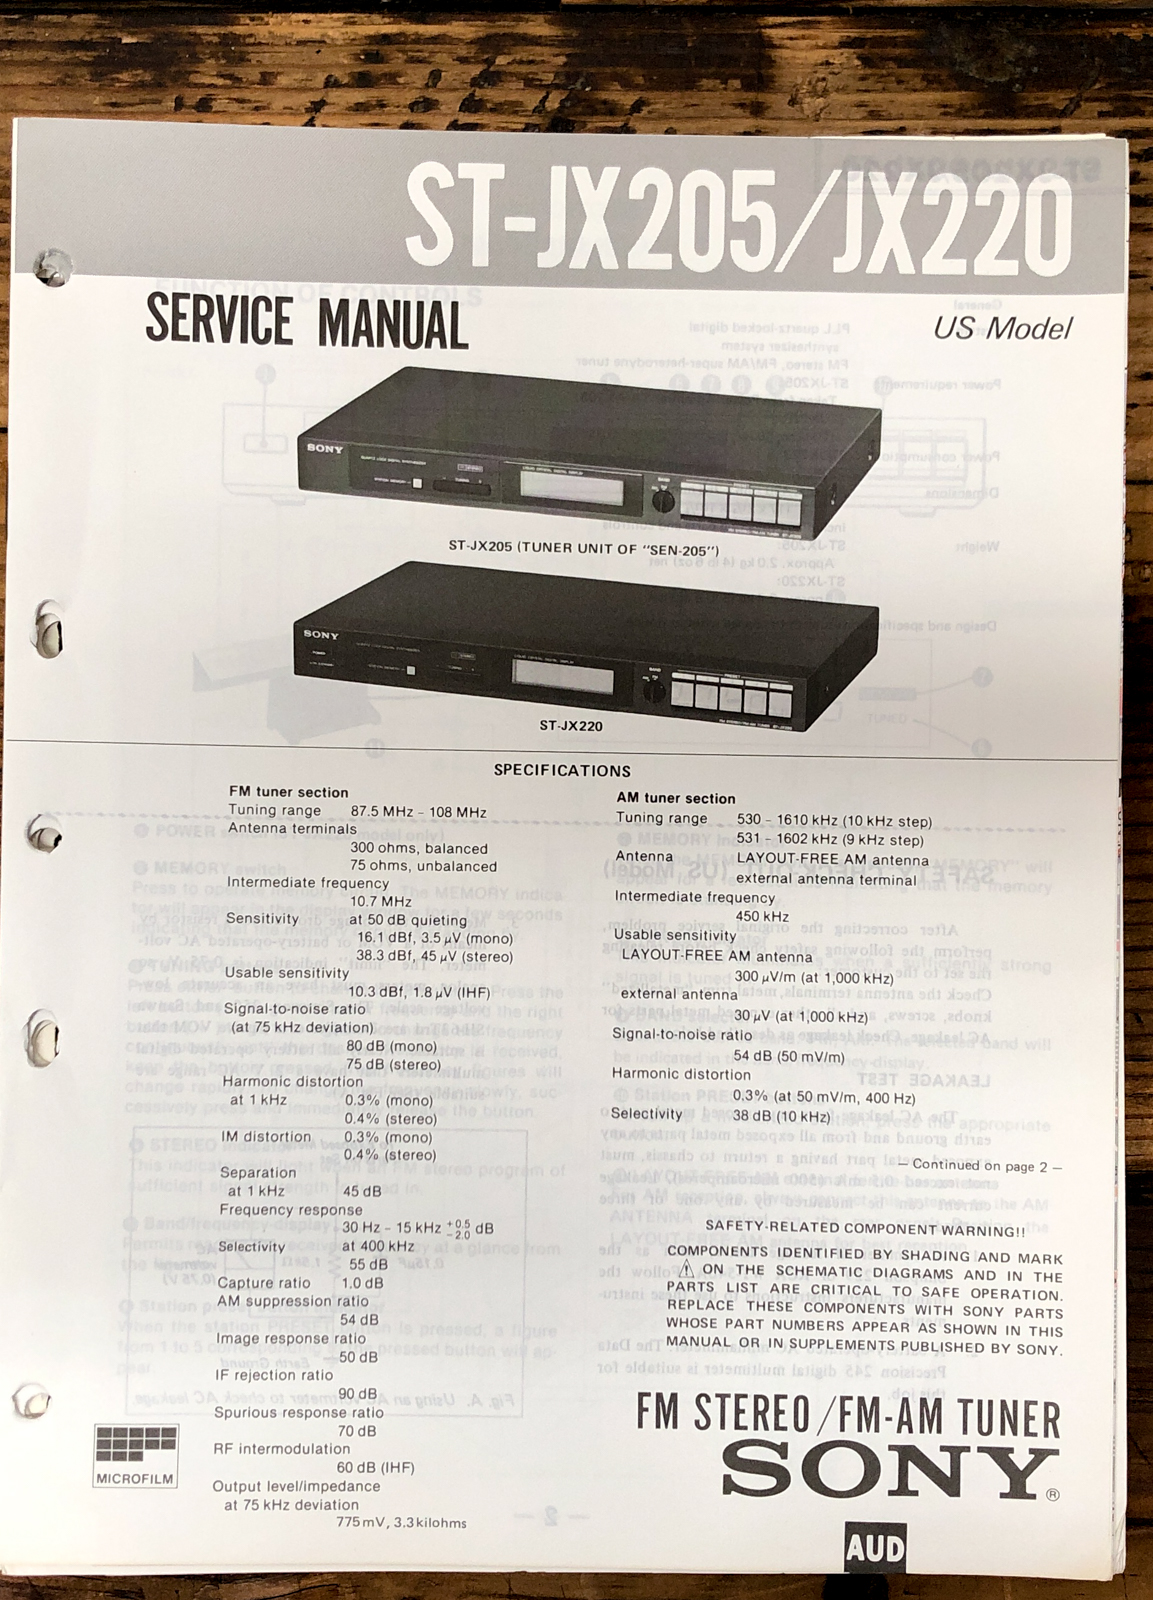 ST-JX205/JX220
SERVICE MANUAL
US Model
SONY
ST-JX205 (TUNER UNIT OF "SEN-205")
SONY
ST-JX220
SPECIFICATIONS
FM tuner section
Tuning range 87.5 MHz - 108 MHz
Antenna terminals
300 ohms, balanced
75 ohms, unbalanced
Intermediate frequency
10.7 MHz
Sensitivity at 50 dB quieting
16.1 dBf, 3.5 µV (mono)
38.3 dBf, 45 µV (stereo)
Usable sensitivity
10.3 dBf, 1.8 µV (IHF)
Signal-to-noise ratio
(at 75 kHz deviation)
80 dB (mono)
75 dB (stereo)
Harmonic distortion
at 1 kHz 0.3% (mono)
0.4% (stereo)
IM distortion 0.3% (mono)
0.4% (stereo)
Separation
at 1 kHz 45 dB
Frequency response
30 Hz - 15 kHz +0.5 -2.0 dB
Selectivity at 400 kHz
55 dB
Capture ratio 1.0 dB
AM suppression ratio
54 dB
Image response ratio
50 dB
IF rejection ratio
90 dB
Spurious response ratio
70 dB
RF intermodulation
60 dB (IHF)
Output level/impedance
at 75 kHz deviation
775 mV, 3.3 kilohms
MICROFILM
AM tuner section
Tuning range 530 - 1610 kHz (10 kHz step)
531 - 1602 kHz (9 kHz step)
Antenna LAYOUT-FREE AM antenna
external antenna terminal
Intermediate frequency
450 kHz
Usable sensitivity
LAYOUT-FREE AM antenna
300 µV/m (at 1,000 kHz)
external antenna
30 µV (at 1,000 kHz)
Signal-to-noise ratio
54 dB (50 mV/m)
Harmonic distortion
0.3% (at 50 mV/m, 400 Hz)
Selectivity 38 dB (10 kHz)
— Continued on page 2 —
SAFETY-RELATED COMPONENT WARNING!!
COMPONENTS IDENTIFIED BY SHADING AND MARK
⚠ ON THE SCHEMATIC DIAGRAMS AND IN THE
PARTS LIST ARE CRITICAL TO SAFE OPERATION.
REPLACE THESE COMPONENTS WITH SONY PARTS
WHOSE PART NUMBERS APPEAR AS SHOWN IN THIS
MANUAL OR IN SUPPLEMENTS PUBLISHED BY SONY.
FM STEREO/FM-AM TUNER
SONY®
AUD